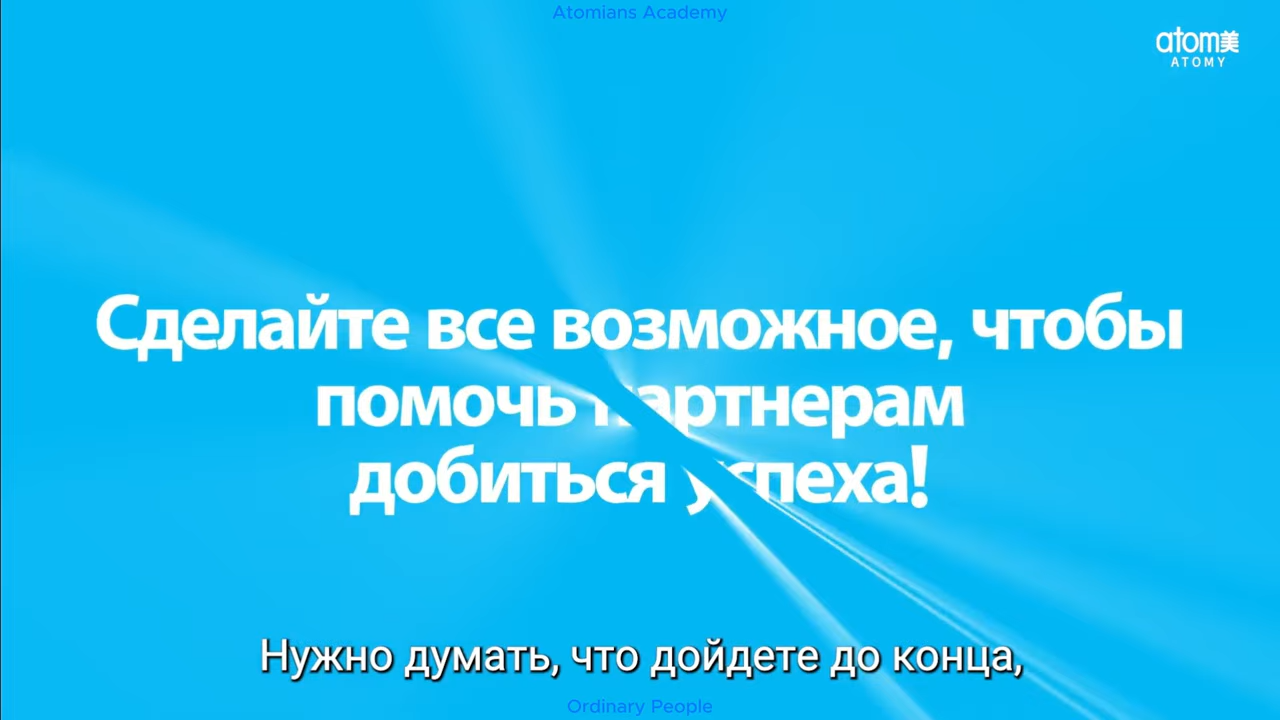 Atomians Academy
atom美
ATOMY
Сделайте все возможное, чтобы
помочь партнерам
добиться успеха!
Нужно думать, что дойдете до конца,
Ordinary People